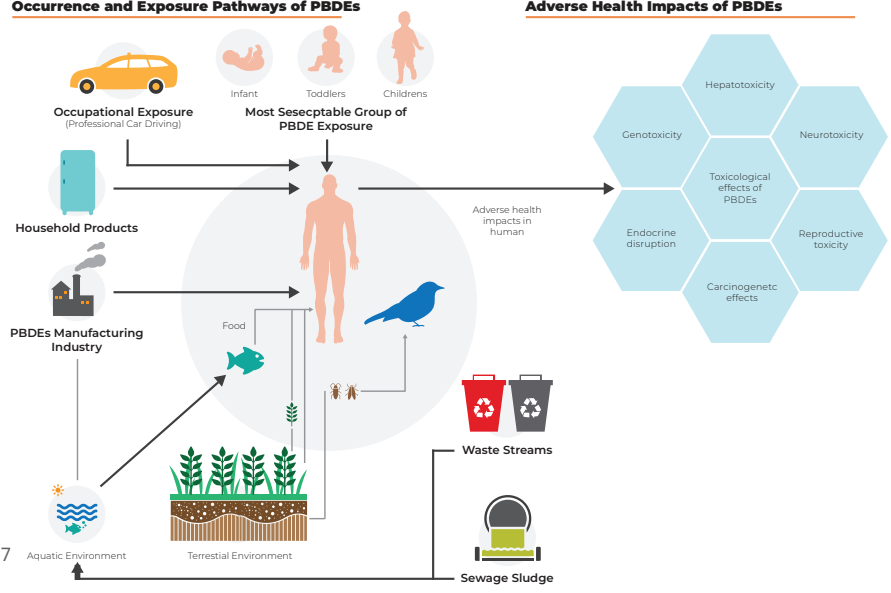 Occurrence and Exposure Pathways of PBDEs
Infant
Toddlers
Childrens
Occupational Exposure
(Professional Car Driving)
Most Sesecptable Group of
PBDE Exposure
Household Products
PBDEs Manufacturing
Industry
Food
Aquatic Environment
Terrestial Environment
Waste Streams
Sewage Sludge
7
Adverse health
impacts in
human
Adverse Health Impacts of PBDEs
Hepatotoxicity
Genotoxicity
Neurotoxicity
Toxicological
effects of
PBDEs
Endocrine
disruption
Reproductive
toxicity
Carcinogenetc
effects